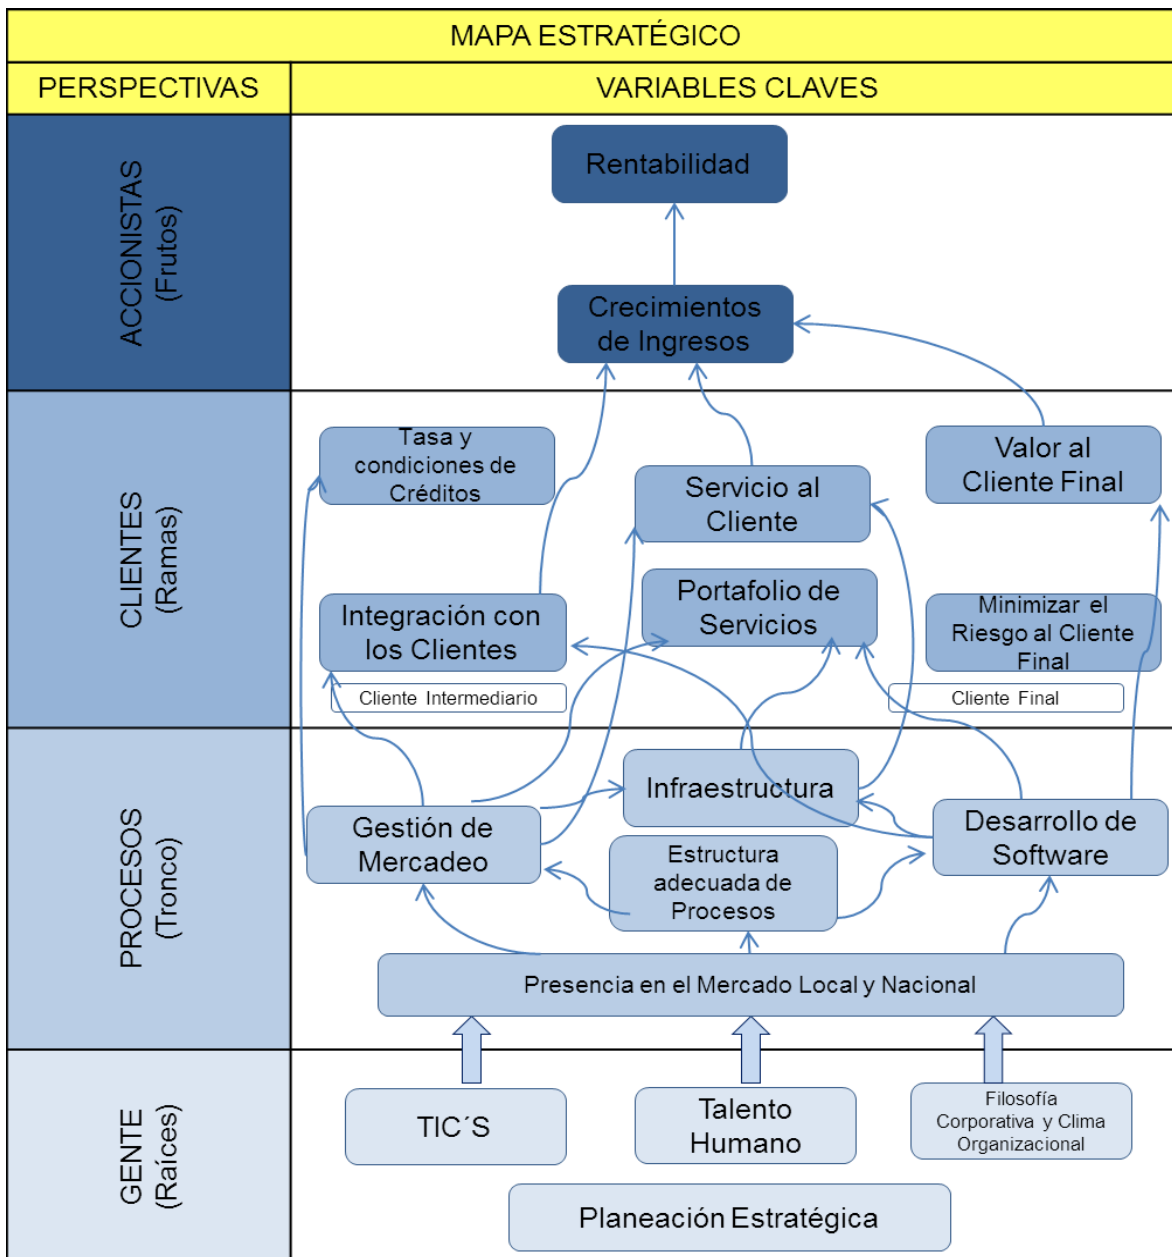 MAPA ESTRATÉGICO
PERSPECTIVAS
VARIABLES CLAVES
ACCIONISTAS
(Frutos)
Rentabilidad
Crecimientos
de Ingresos
CLIENTES
(Ramas)
Tasa y
condiciones de
Créditos
Servicio al
Cliente
Valor al
Cliente Final
Integración con
los Clientes
Portafolio de
Servicios
Minimizar el
Riesgo al Cliente
Final
Cliente Intermediario
Cliente Final
PROCESOS
(Tronco)
Infraestructura
Gestión de
Mercadeo
Estructura
adecuada de
Procesos
Desarrollo de
Software
Presencia en el Mercado Local y Nacional
GENTE
(Raíces)
TIC´S
Talento
Humano
Filosofía
Corporativa y Clima
Organizacional
Planeación Estratégica